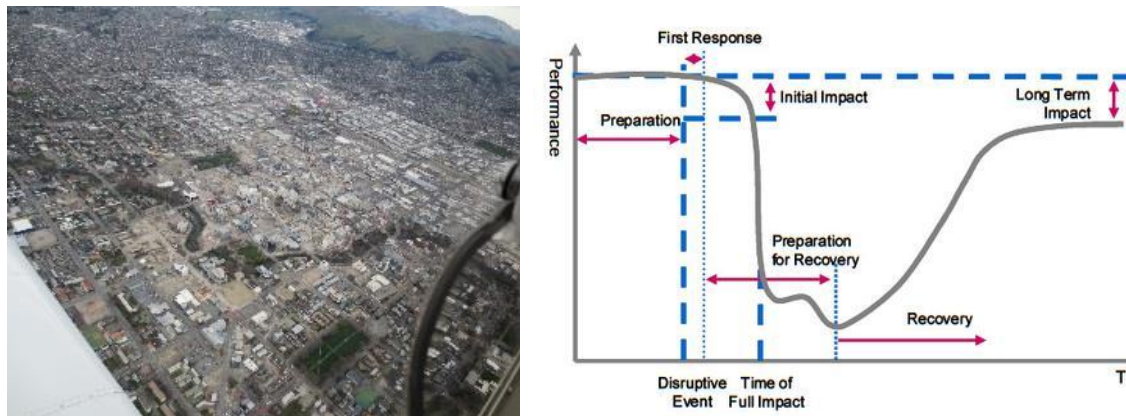 First Response
Performance
Initial Impact
Long Term
Impact
Preparation
Preparation
for Recovery
Recovery
Disruptive
Event
Time of
Full Impact
T